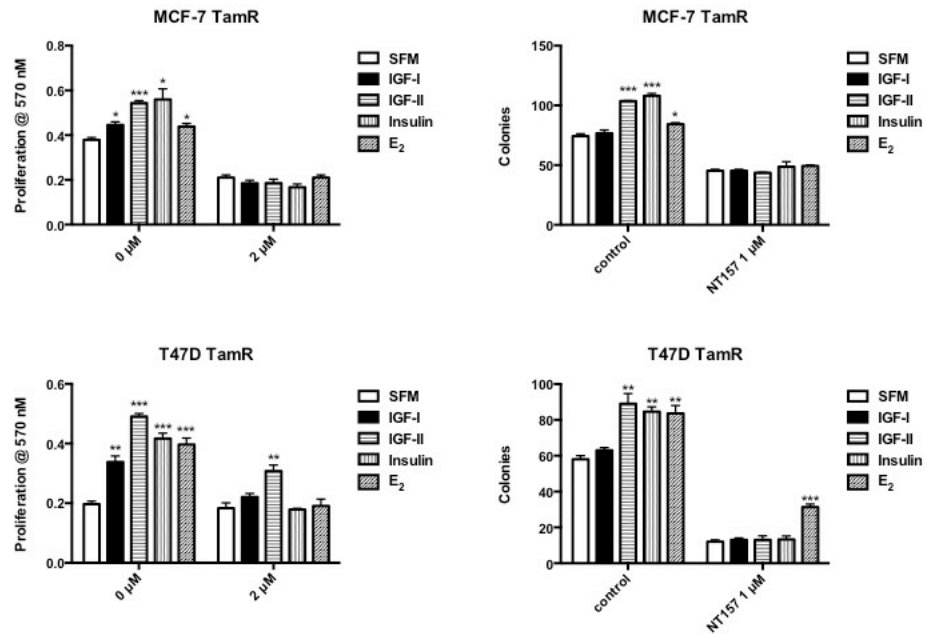 MCF-7 TamR
Proliferation @ 570 nM
0.8
0.6
0.4
0.2
0.0
*
***
*
*
0 µM
2 µM
SFM
IGF-I
IGF-II
Insulin
E2
MCF-7 TamR
Colonies
150
100
50
0
***
***
*
control
NT157 1 µM
SFM
IGF-I
IGF-II
Insulin
E2
T47D TamR
Proliferation @ 570 nM
0.6
0.4
0.2
0.0
**
***
***
***
**
0 µM
2 µM
SFM
IGF-I
IGF-II
Insulin
E2
T47D TamR
Colonies
100
80
60
40
20
0
**
**
**
***
control
NT157 1 µM
SFM
IGF-I
IGF-II
Insulin
E2